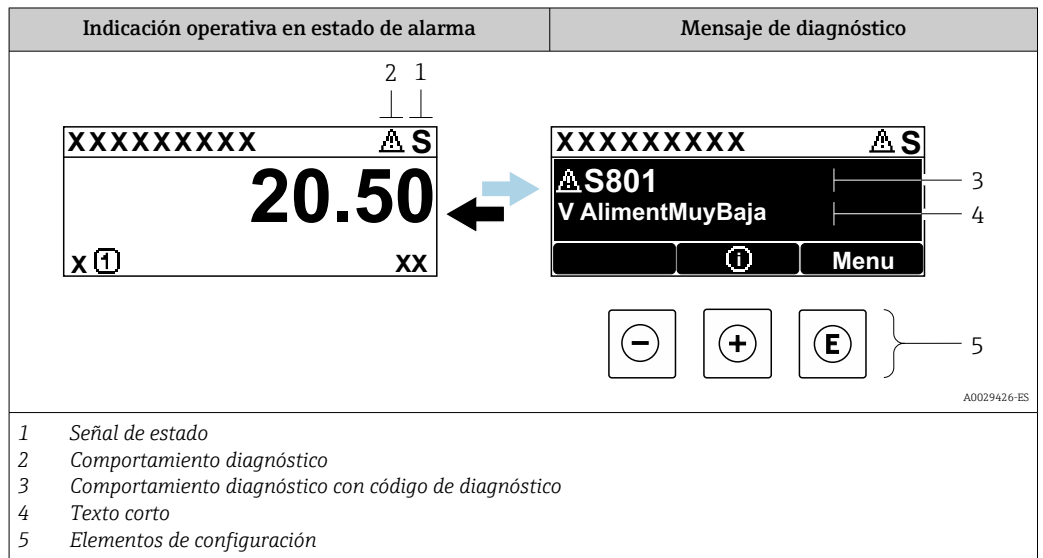 Indicación operativa en estado de alarma
Mensaje de diagnóstico
2 1
XXXXXXXXX ⚠ S
20.50
X 1 XX
XXXXXXXXX ⚠ S
⚠S801
V AlimentMuyBaja
i Menu
3
4
- + E
5
A0029426-ES
1 Señal de estado
2 Comportamiento diagnóstico
3 Comportamiento diagnóstico con código de diagnóstico
4 Texto corto
5 Elementos de configuración